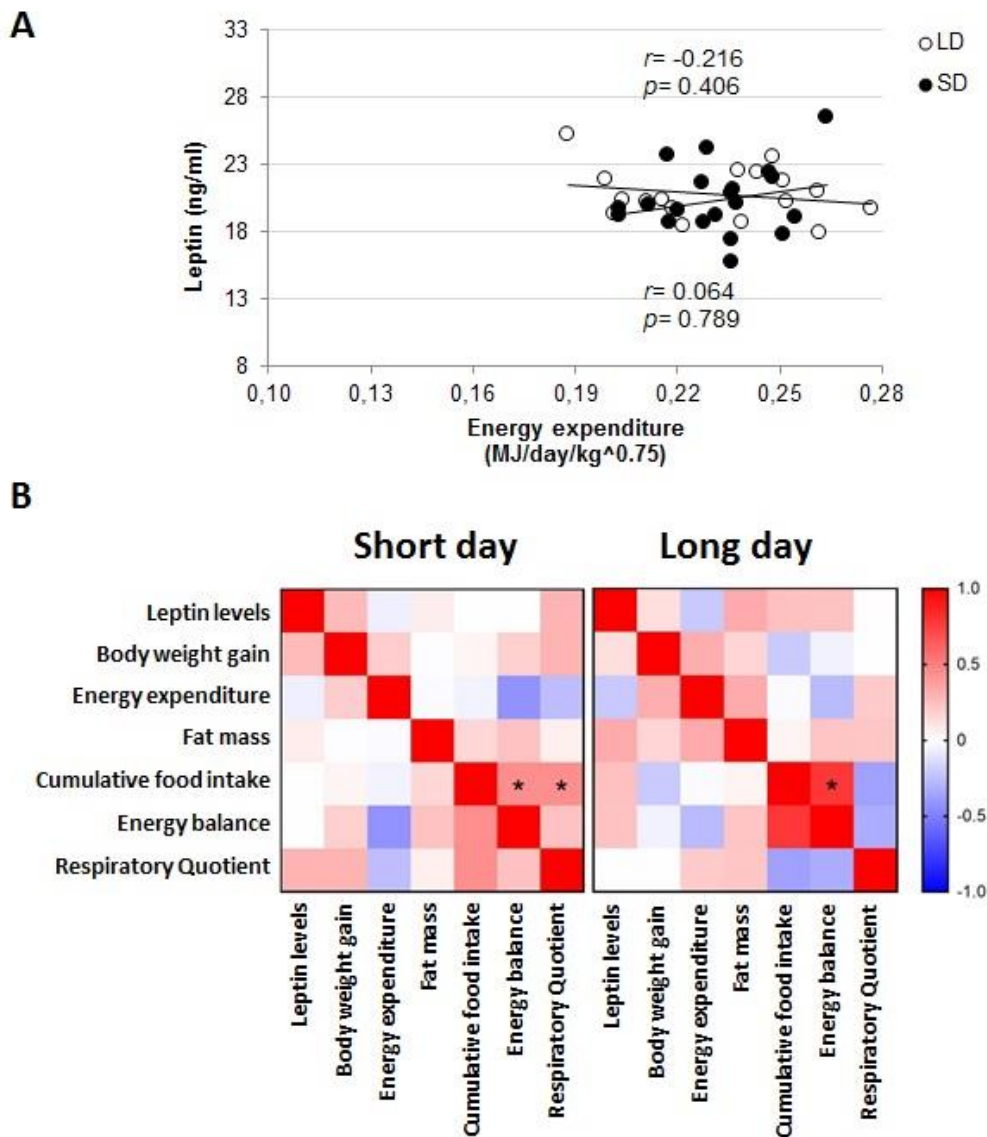 A
33
28
23
18
13
8
Leptin (ng/ml)
r= -0.216
p= 0.406
r= 0.064
p= 0.789
LD
SD
0,10 0,13 0,16 0,19 0,22 0,25 0,28
Energy expenditure
(MJ/day/kg^0.75)
B
Short day Long day
Leptin levels
Body weight gain
Energy expenditure
Fat mass
Cumulative food intake
Energy balance
Respiratory Quotient
* *
*
1.0
0.5
0
-0.5
-1.0
Leptin levels
Body weight gain
Energy expenditure
Fat mass
Cumulative food intake
Energy balance
Respiratory Quotient
Leptin levels
Body weight gain
Energy expenditure
Fat mass
Cumulative food intake
Energy balance
Respiratory Quotient